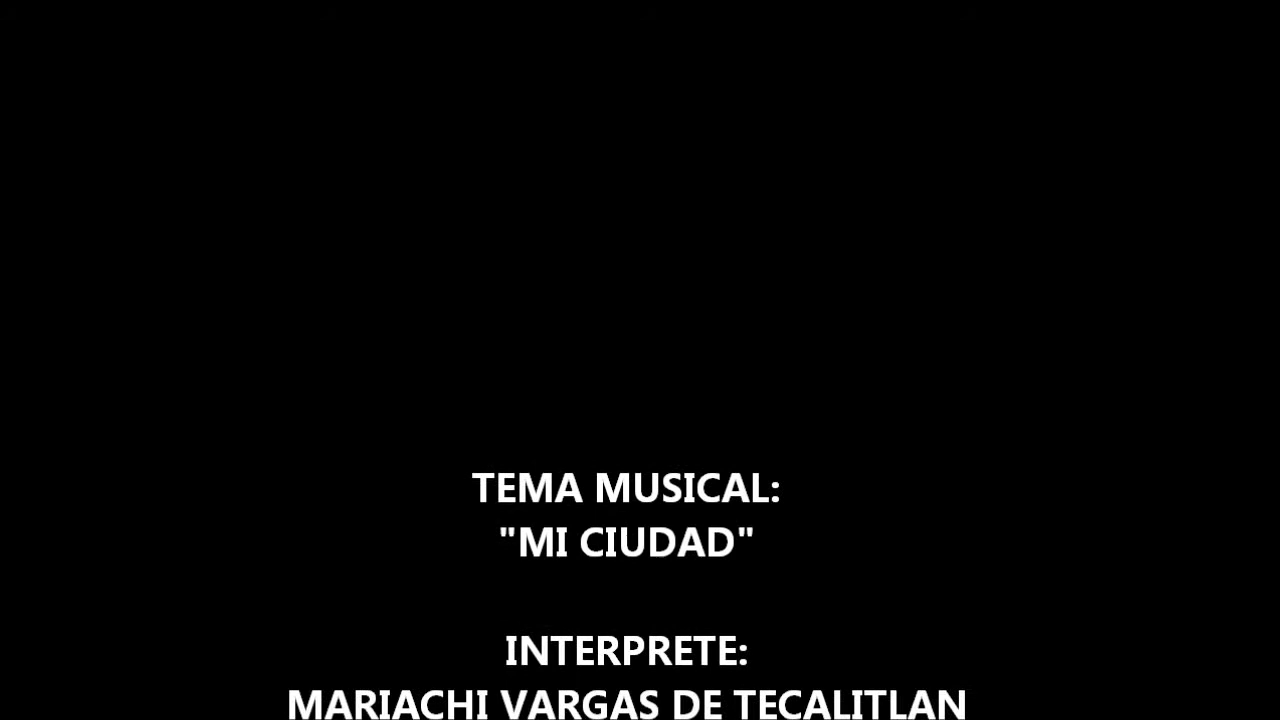 TEMA MUSICAL:
"MI CIUDAD"
INTERPRETE:
MARIACHI VARGAS DE TECALITLAN